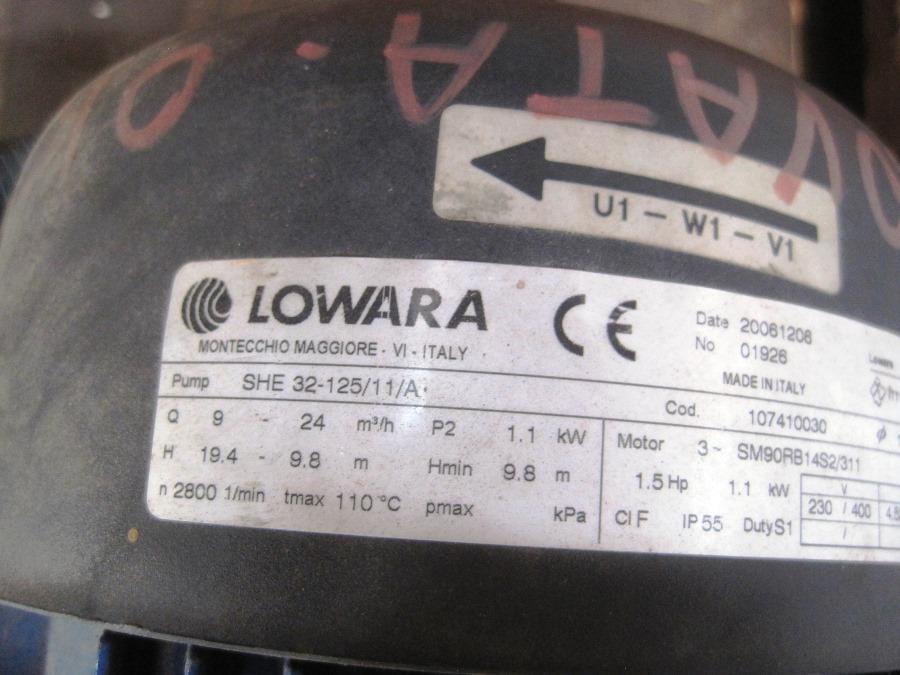 OVATA.O.
U1 - W1 - V1
LOWARA
MONTECCHIO MAGGIORE - VI - ITALY
CE
Date 20061206
No 01926
MADE IN ITALY
Lowara
Pump SHE 32-125/11/A
Cod. 107410030
Q 9 - 24 m³/h P2 1.1 kW
H 19.4 - 9.8 m Hmin 9.8 m
n 2800 1/min tmax 110 °C pmax kPa
Motor 3~ SM90RB14S2/311
1.5 Hp 1.1 kW
Cl F IP 55 Duty S1
V
230 / 400
/